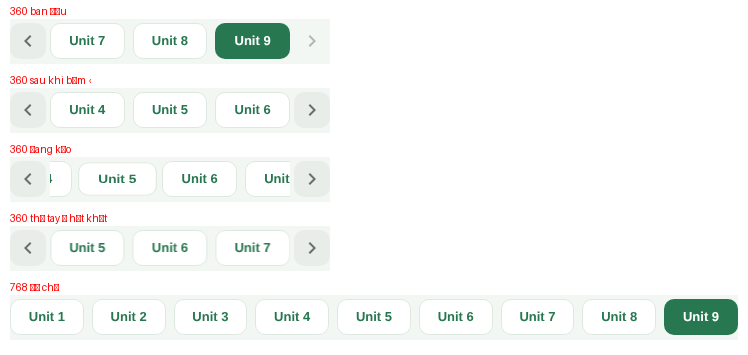 360 ban
Unit 7 Unit 8 Unit 9
360 sau khi ‹
Unit 4 Unit 5 Unit 6
360
4 Unit 5 Unit 6 Unit
360 tay
Unit 5 Unit 6 Unit 7
768
Unit 1 Unit 2 Unit 3 Unit 4 Unit 5 Unit 6 Unit 7 Unit 8 Unit 9